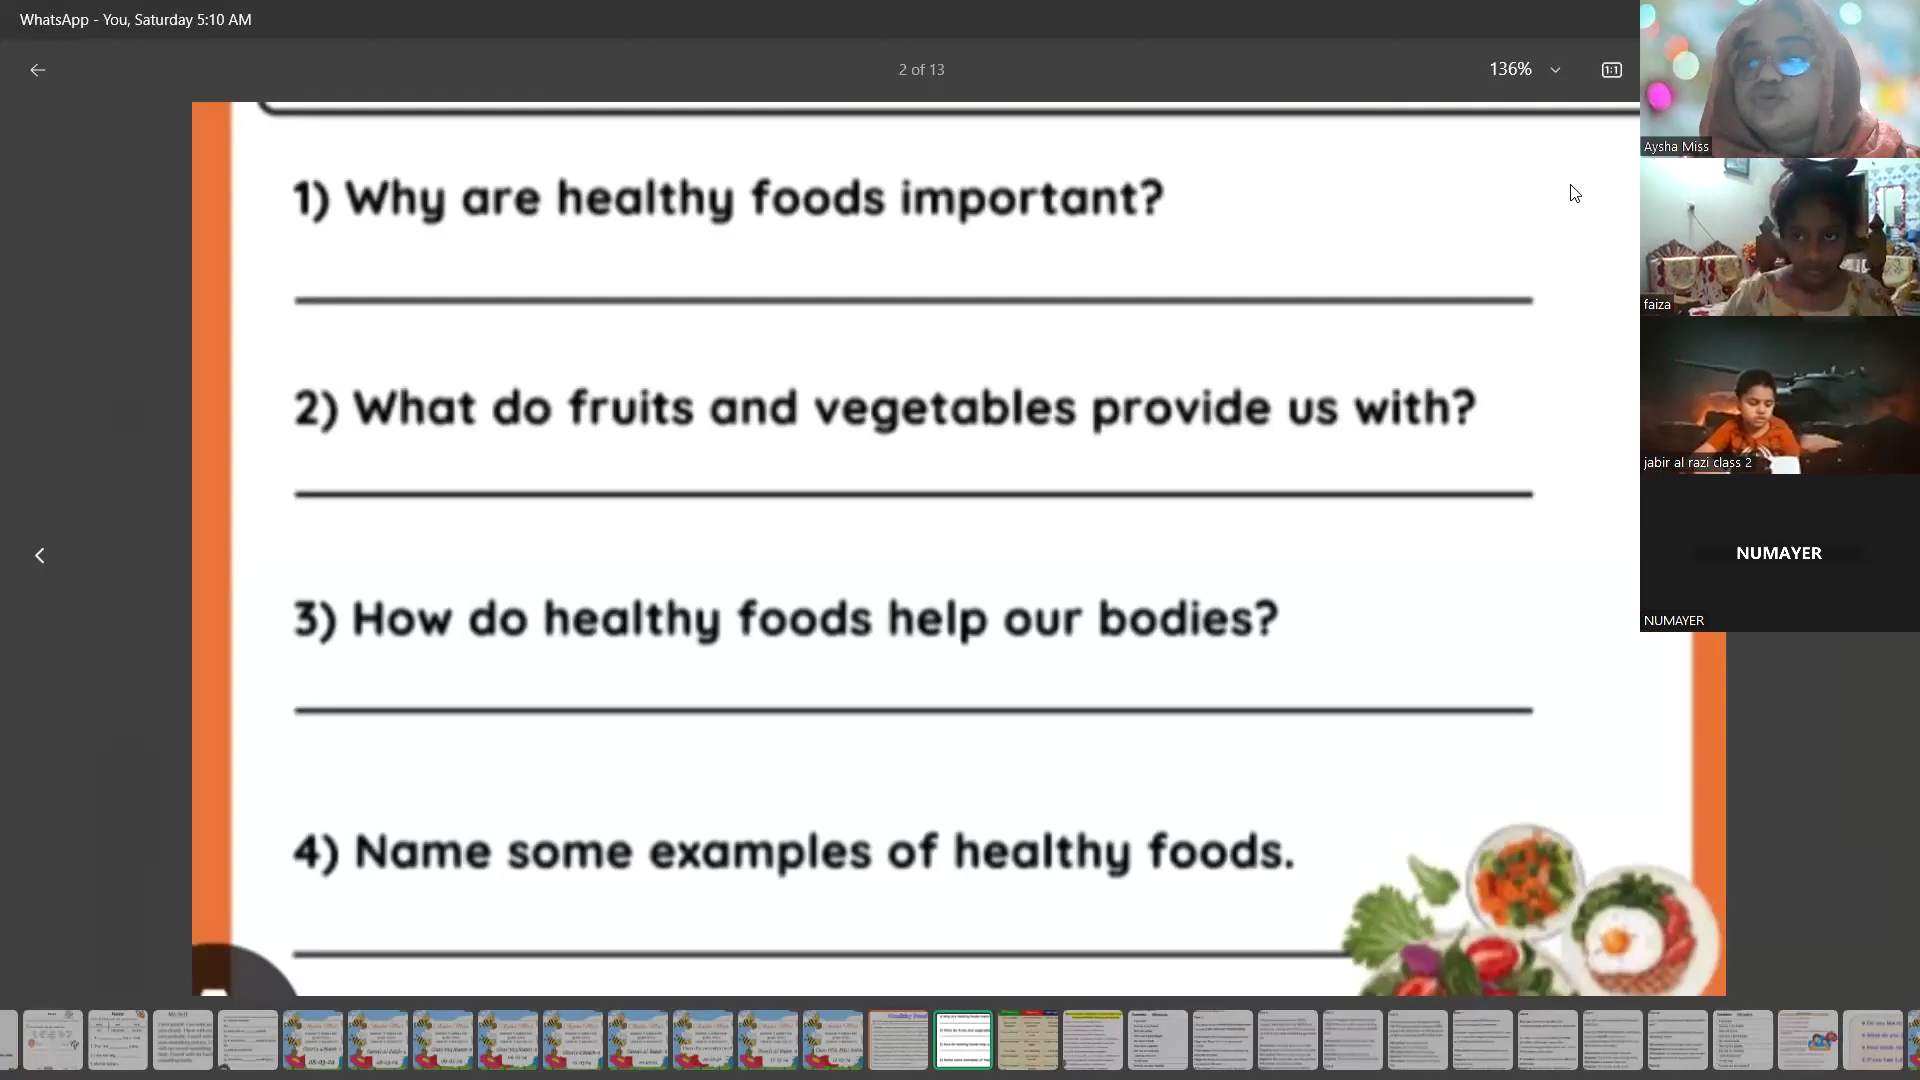 WhatsApp - You, Saturday 5:10 AM
2 of 13
136%
1:1
Aysha Miss
1) Why are healthy foods important?
faiza
2) What do fruits and vegetables provide us with?
jabir al razi class 2
NUMAYER
NUMAYER
3) How do healthy foods help our bodies?
4) Name some examples of healthy foods.